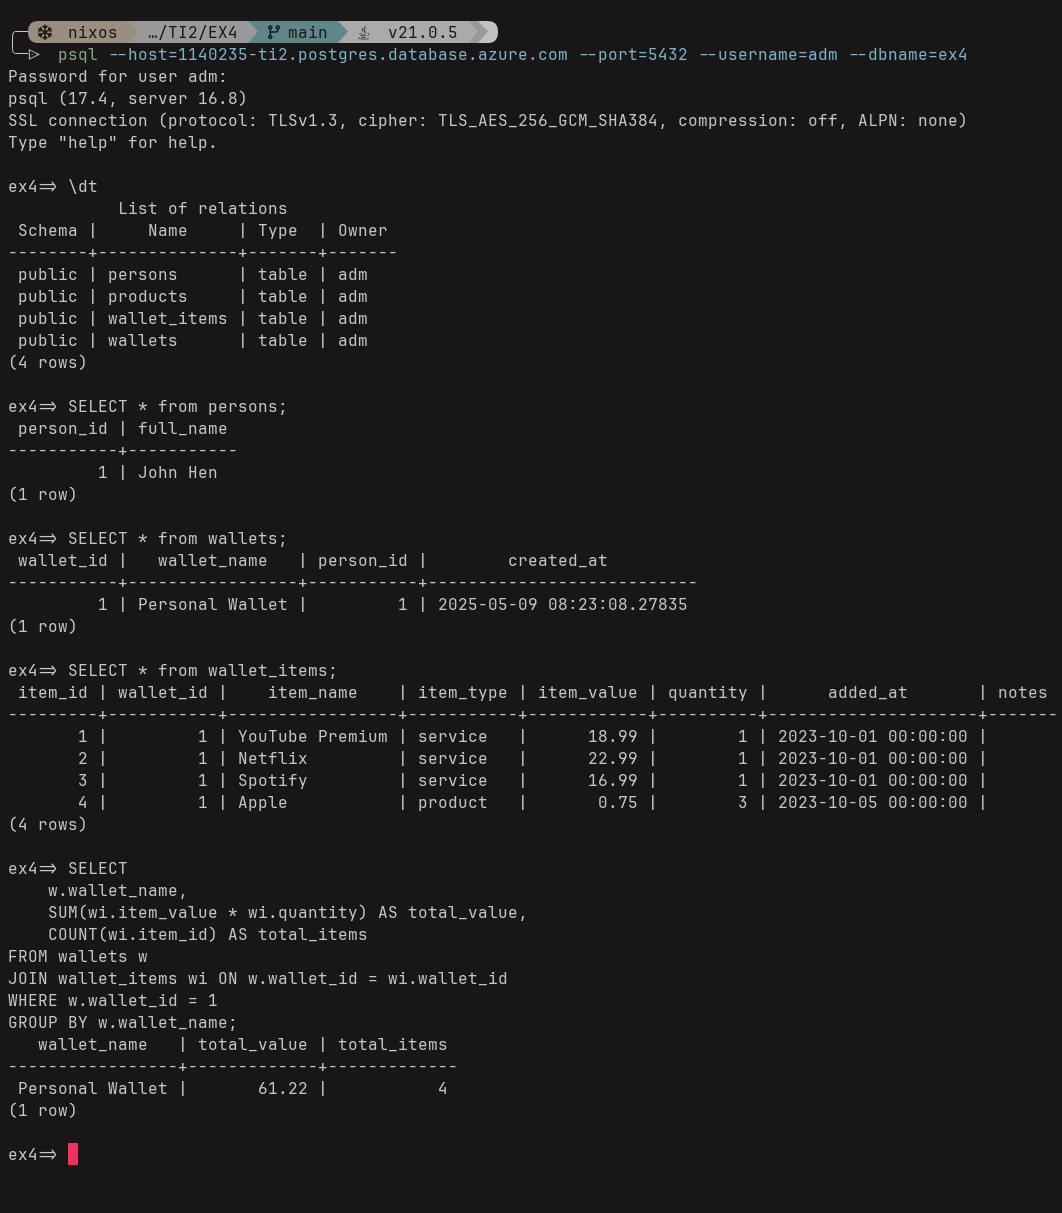 nixos …/TI2/EX4 main v21.0.5
psql --host=1140235-ti2.postgres.database.azure.com --port=5432 --username=adm --dbname=ex4
Password for user adm:
psql (17.4, server 16.8)
SSL connection (protocol: TLSv1.3, cipher: TLS_AES_256_GCM_SHA384, compression: off, ALPN: none)
Type "help" for help.

ex4=> \dt
           List of relations
 Schema |     Name     | Type  | Owner
--------+--------------+-------+-------
 public | persons      | table | adm
 public | products     | table | adm
 public | wallet_items | table | adm
 public | wallets      | table | adm
(4 rows)

ex4=> SELECT * from persons;
 person_id | full_name
-----------+-----------
         1 | John Hen
(1 row)

ex4=> SELECT * from wallets;
 wallet_id |   wallet_name   | person_id |        created_at
-----------+-----------------+-----------+---------------------------
         1 | Personal Wallet |         1 | 2025-05-09 08:23:08.27835
(1 row)

ex4=> SELECT * from wallet_items;
 item_id | wallet_id |    item_name    | item_type | item_value | quantity |      added_at       | notes
---------+-----------+-----------------+-----------+------------+----------+---------------------+-------
       1 |         1 | YouTube Premium | service   |      18.99 |        1 | 2023-10-01 00:00:00 |
       2 |         1 | Netflix         | service   |      22.99 |        1 | 2023-10-01 00:00:00 |
       3 |         1 | Spotify         | service   |      16.99 |        1 | 2023-10-01 00:00:00 |
       4 |         1 | Apple           | product   |       0.75 |        3 | 2023-10-05 00:00:00 |
(4 rows)

ex4=> SELECT
    w.wallet_name,
    SUM(wi.item_value * wi.quantity) AS total_value,
    COUNT(wi.item_id) AS total_items
FROM wallets w
JOIN wallet_items wi ON w.wallet_id = wi.wallet_id
WHERE w.wallet_id = 1
GROUP BY w.wallet_name;
   wallet_name   | total_value | total_items
-----------------+-------------+-------------
 Personal Wallet |       61.22 |           4
(1 row)

ex4=>